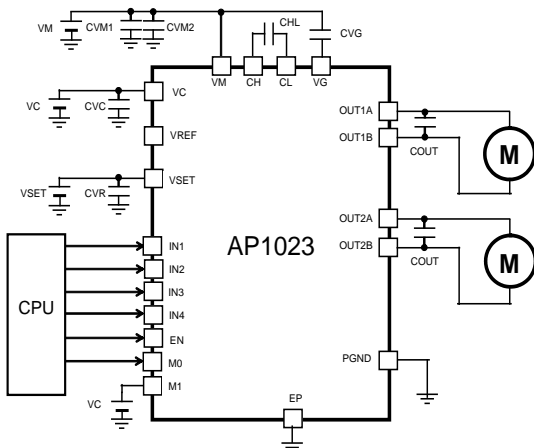 VM
CVM1
CVM2
CHL
CVG
VM
CH
CL
VG
VC
CVC
VC
VREF
VSET
CVR
VSET
OUT1A
OUT1B
COUT
M
OUT2A
OUT2B
COUT
M
AP1023
CPU
IN1
IN2
IN3
IN4
EN
M0
M1
VC
PGND
EP